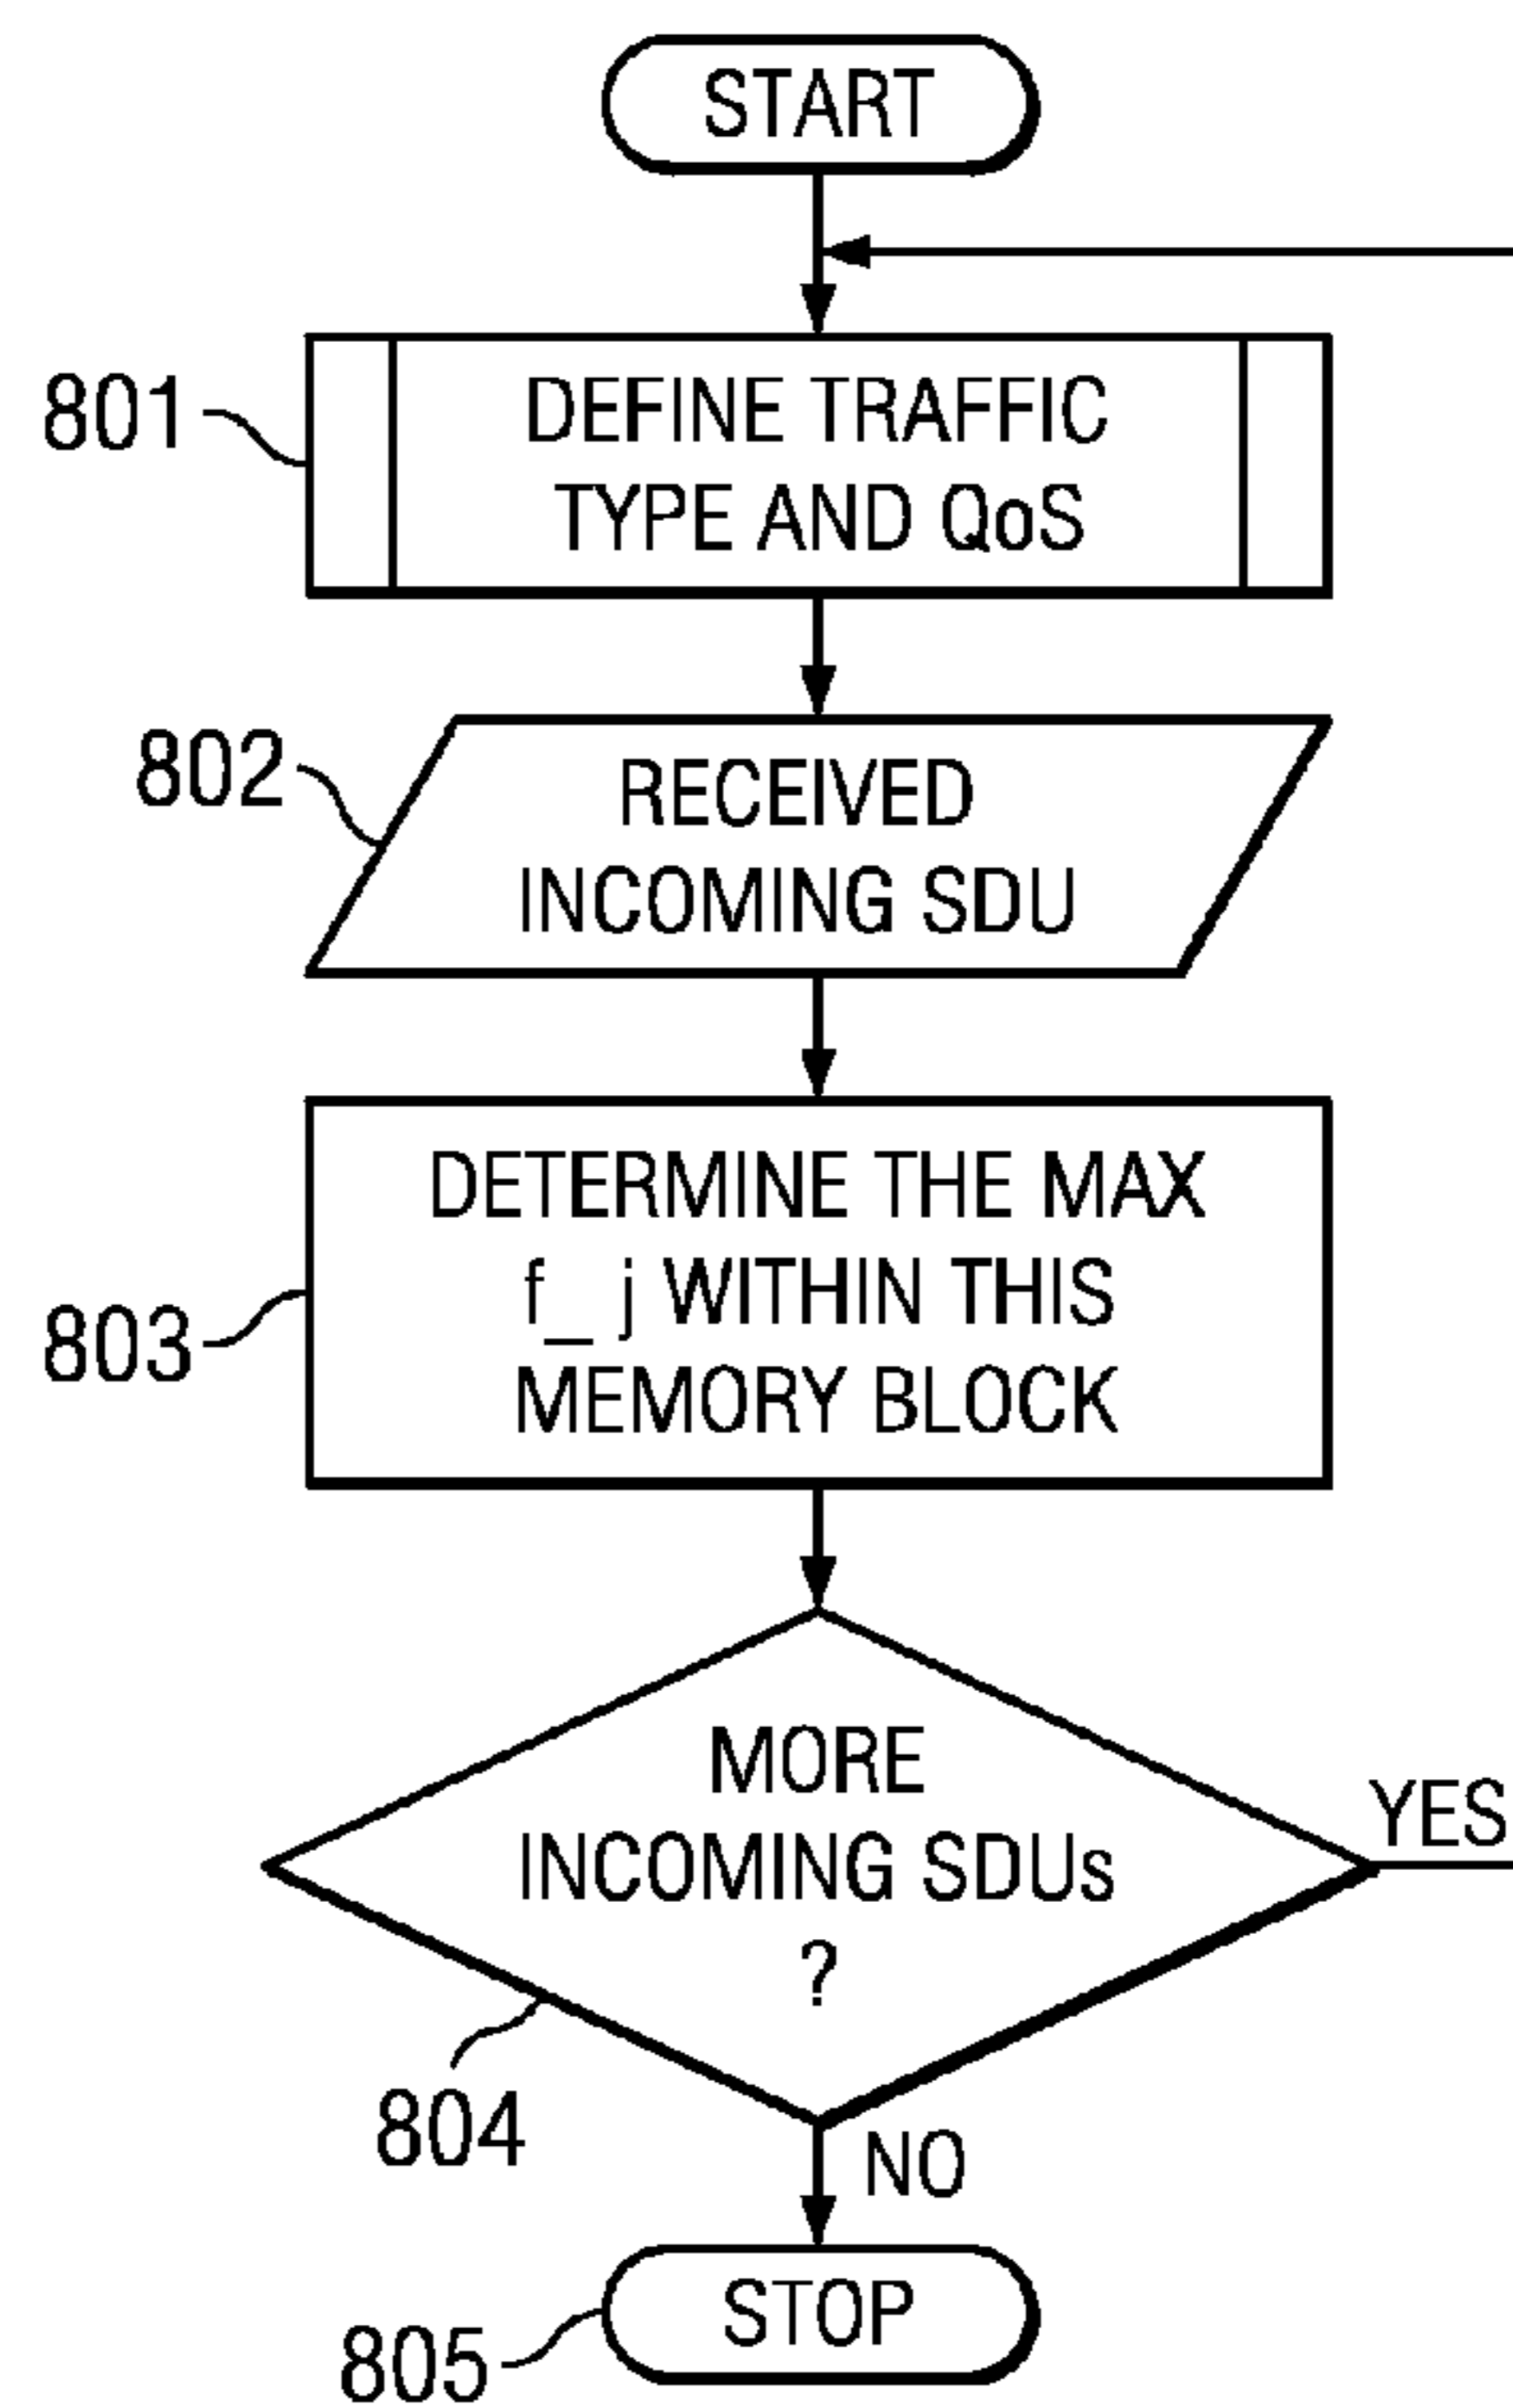 START
801
DEFINE TRAFFIC
TYPE AND QoS
802
RECEIVED
INCOMING SDU
803
DETERMINE THE MAX
f_ j WITHIN THIS
MEMORY BLOCK
MORE
INCOMING SDUs
?
YES
804
NO
STOP
805